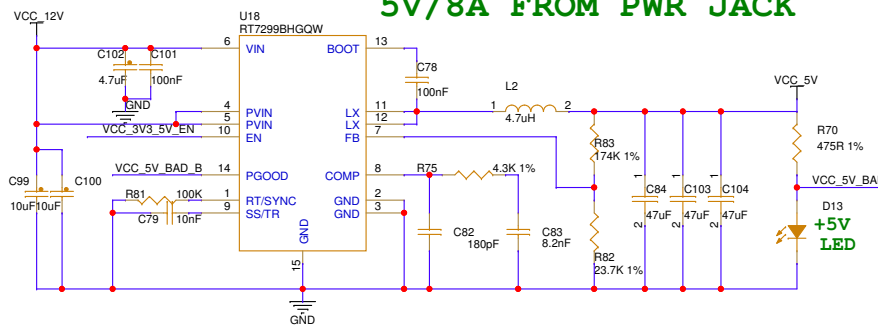 5V/8A FROM PWR JACK
VCC_12V
U18
RT7299BHGQW
6 VIN
BOOT 13
C102
4.7uF
C101
100nF
GND
C78
100nF
4 PVIN
5 PVIN
10 EN
VCC_3V3_5V_EN
LX 11
LX 12
FB 7
L2
1 2
4.7uH
VCC_5V
R83
174K 1%
R70
475R 1%
VCC_5V_BAD_B
14 PGOOD
COMP 8
R75
4.3K 1%
C99
10uF
C100
10uF
R81
100K
1 RT/SYNC
9 SS/TR
C79
10nF
GND 2
GND 3
GND
15
C82
180pF
C83
8.2nF
R82
23.7K 1%
1
C84
47uF
2
1
C103
47uF
2
1
C104
47uF
2
VCC_5V_BA
D13
+5V
LED
GND